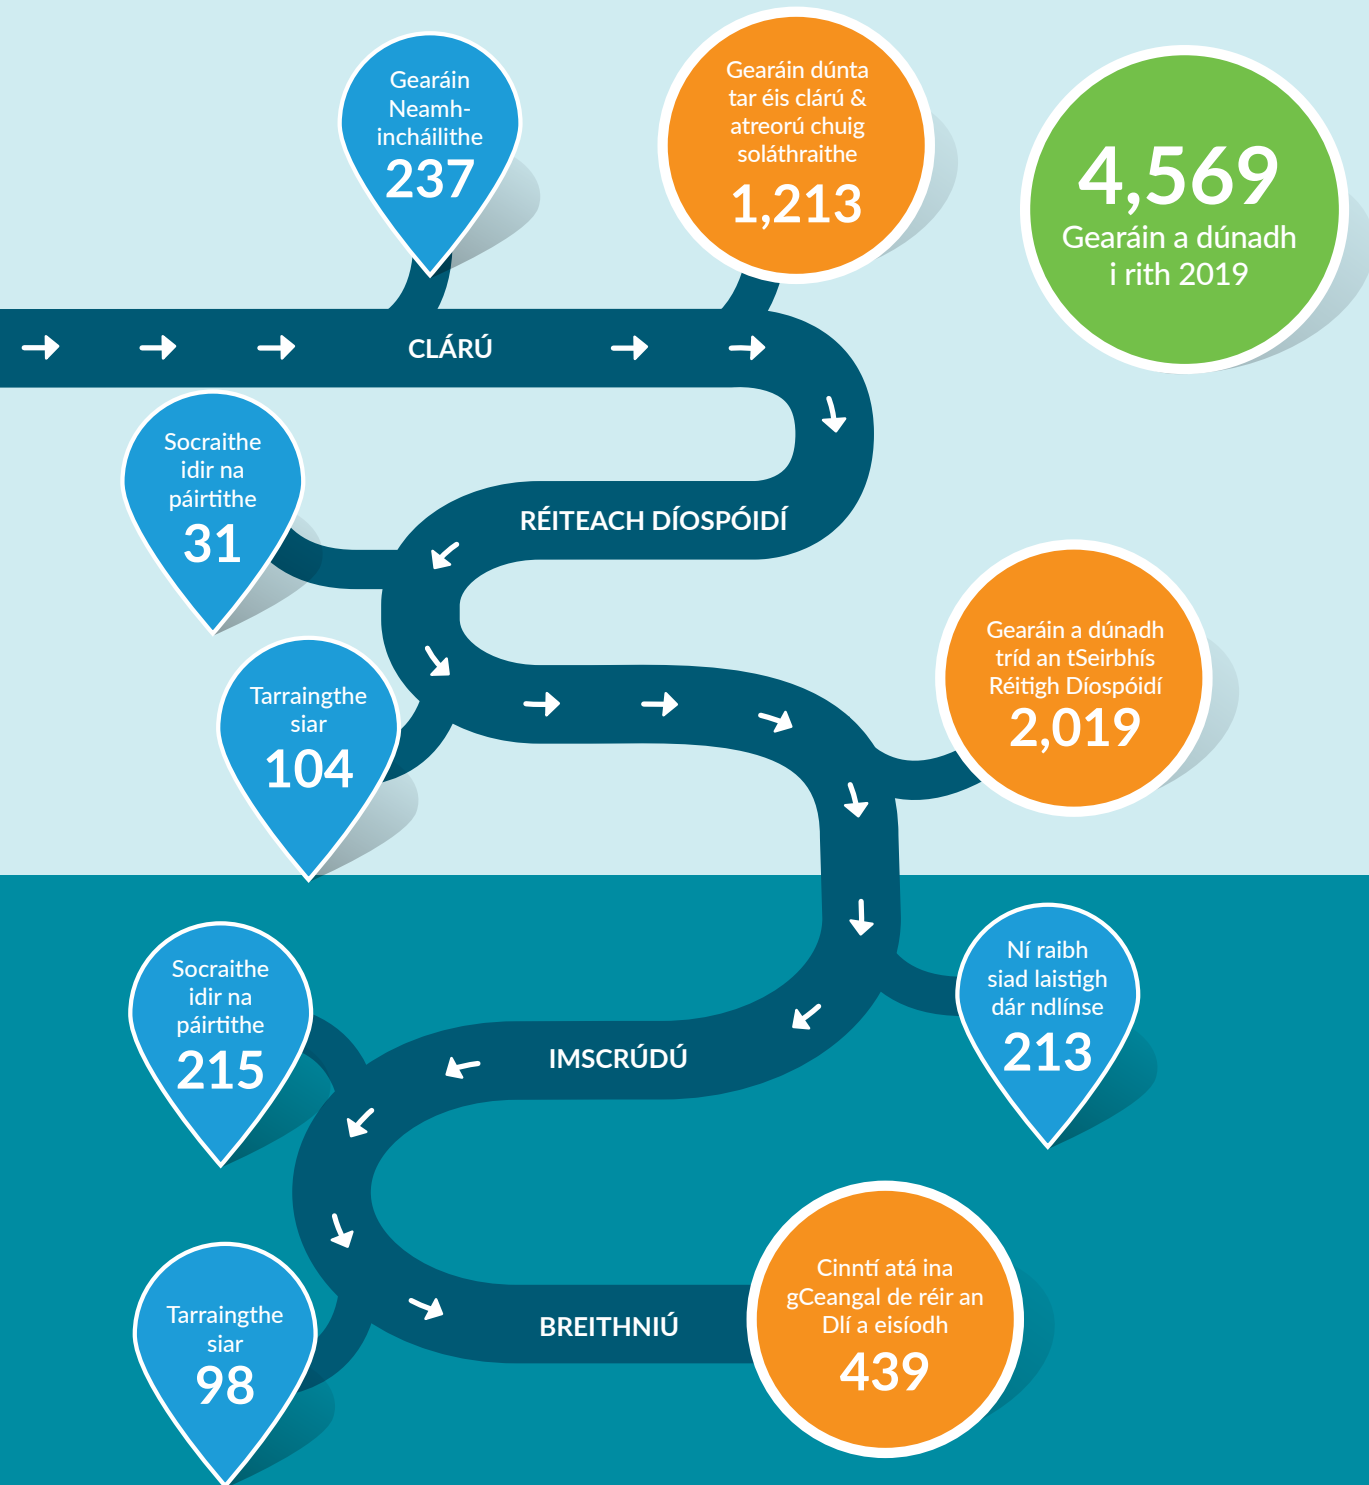 Gearáin
Neamh-
incháilithe
237
Gearáin dúnta
tar éis clárú &
atreorú chuig
soláthraithe
1,213
4,569
Gearáin a dúnadh
i rith 2019
CLÁRÚ
Socraithe
idir na
páirtithe
31
RÉITEACH DÍOSPÓIDÍ
Tarraingthe
siar
104
Gearáin a dúnadh
tríd an tSeirbhís
Réitigh Díospóidí
2,019
Socraithe
idir na
páirtithe
215
IMSCRÚDÚ
Ní raibh
siad laistigh
dár ndlínse
213
Tarraingthe
siar
98
BREITHNIÚ
Cinntí atá ina
gCeangal de réir an
Dlí a eisíodh
439